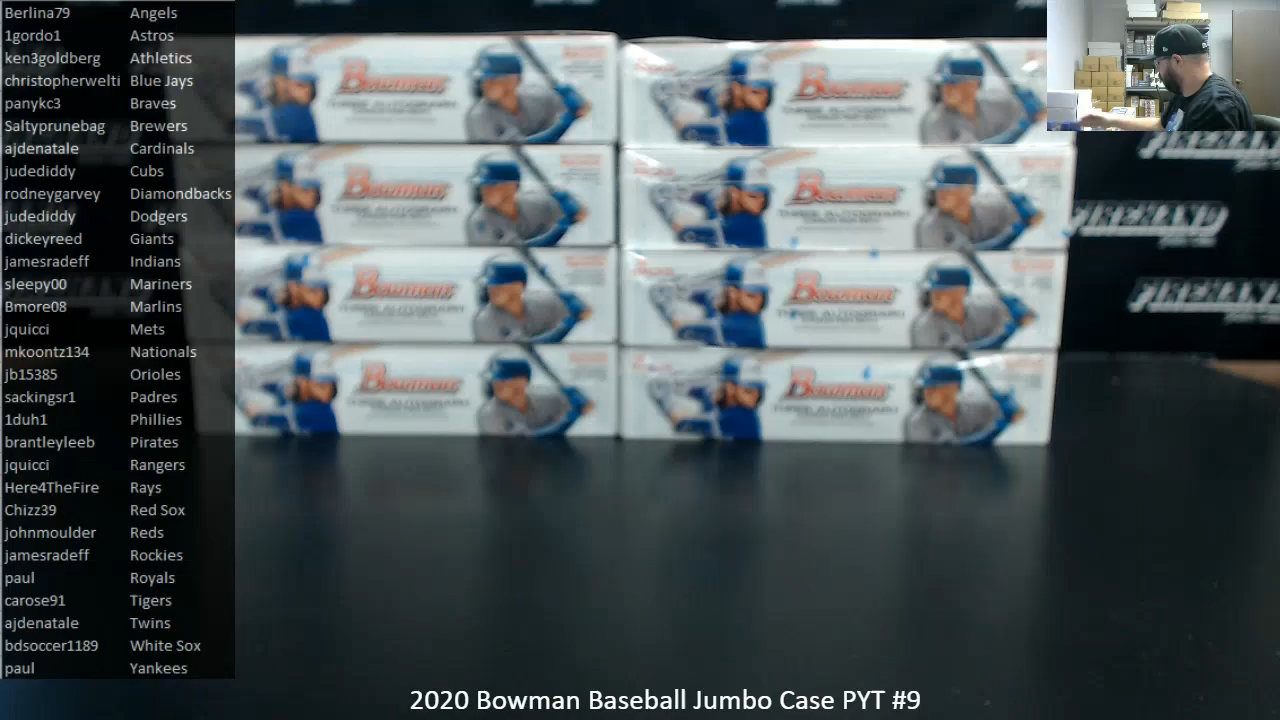 Berlina79 Angels
1gordo1 Astros
ken3goldberg Athletics
christopherwelti Blue Jays
panykc3 Braves
Saltyprunebag Brewers
ajdenatale Cardinals
judediddy Cubs
rodneygarvey Diamondbacks
judediddy Dodgers
dickeyreed Giants
jamesradeff Indians
sleepy00 Mariners
Bmore08 Marlins
jquicci Mets
mkoontz134 Nationals
jb15385 Orioles
sackingsr1 Padres
1duh1 Phillies
brantleyleeb Pirates
jquicci Rangers
Here4TheFire Rays
Chizz39 Red Sox
johnmoulder Reds
jamesradeff Rockies
paul Royals
carose91 Tigers
ajdenatale Twins
bdsoccer1189 White Sox
paul Yankees
Bowman
Bowman
Bowman
Bowman
Bowman
Bowman
Bowman
Bowman
2020 Bowman Baseball Jumbo Case PYT #9